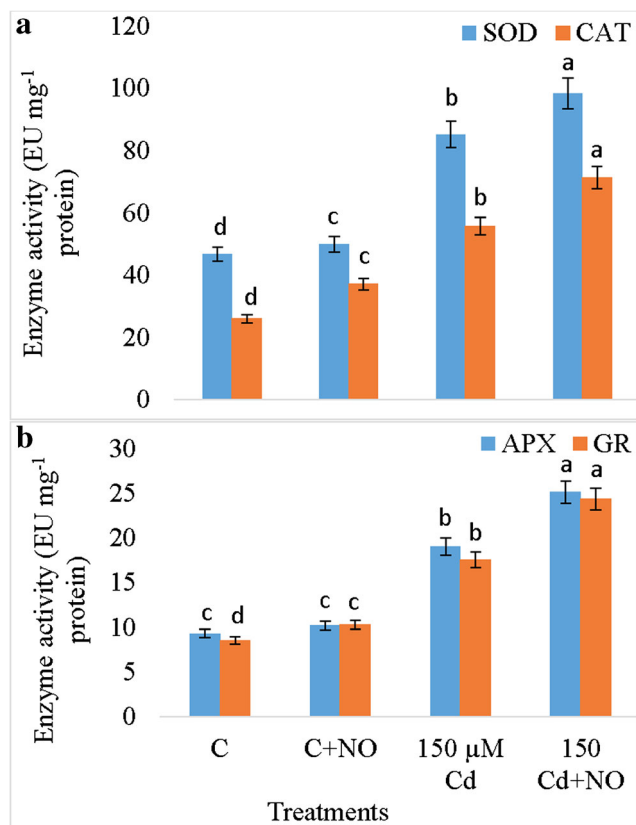 a
120
SOD CAT
a
100
b
80
a
Enzyme activity (EU mg-1
protein)
60
d
c
b
c
40
d
20
0
b
30
APX GR
a a
25
b b
20
Enzyme activity (EU mg-1
protein)
15
c d
c c
10
5
0
C C+NO 150 µM 150
Cd Cd+NO
Treatments